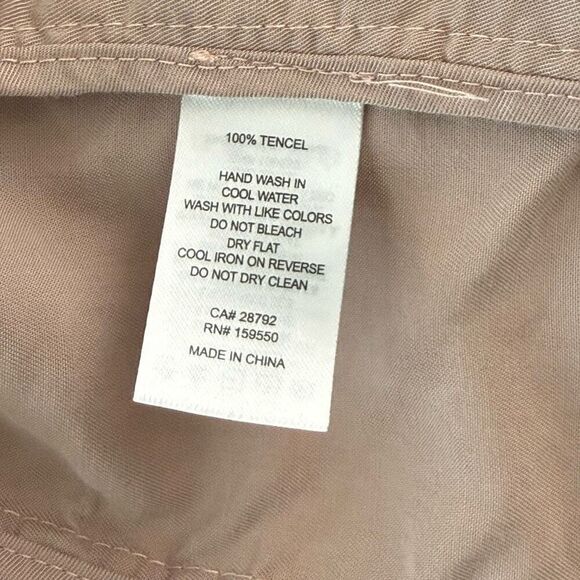 100% TENCEL
HAND WASH IN
COOL WATER
WASH WITH LIKE COLORS
DO NOT BLEACH
DRY FLAT
COOL IRON ON REVERSE
DO NOT DRY CLEAN
CA# 28792
RN# 159550
MADE IN CHINA